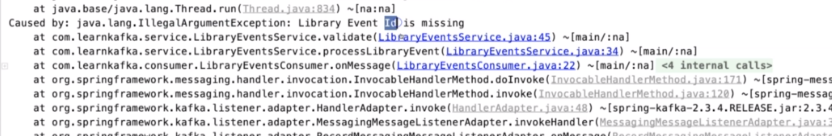 at java.base/java.lang.Thread.run(Thread.java:834) ~[na:na]
Caused by: java.lang.IllegalArgumentException: Library Event Id is missing
at com.learnkafka.service.LibraryEventsService.validate(LibraryEventsService.java:45) ~[main/:na]
at com.learnkafka.service.LibraryEventsService.processLibraryEvent(LibraryEventsService.java:34) ~[main/:na]
at com.learnkafka.consumer.LibraryEventsConsumer.onMessage(LibraryEventsConsumer.java:22) ~[main/:na] <4 internal calls>
at org.springframework.messaging.handler.invocation.InvocableHandlerMethod.doInvoke(InvocableHandlerMethod.java:171) ~[spring-mess
at org.springframework.messaging.handler.invocation.InvocableHandlerMethod.invoke(InvocableHandlerMethod.java:120) ~[spring-messag
at org.springframework.kafka.listener.adapter.HandlerAdapter.invoke(HandlerAdapter.java:48) ~[spring-kafka-2.3.4.RELEASE.jar:2.3.4
at org.springframework.kafka.listener.adapter.MessagingMessageListenerAdapter.invokeHandler(MessagingMessageListenerAdapter.java:3